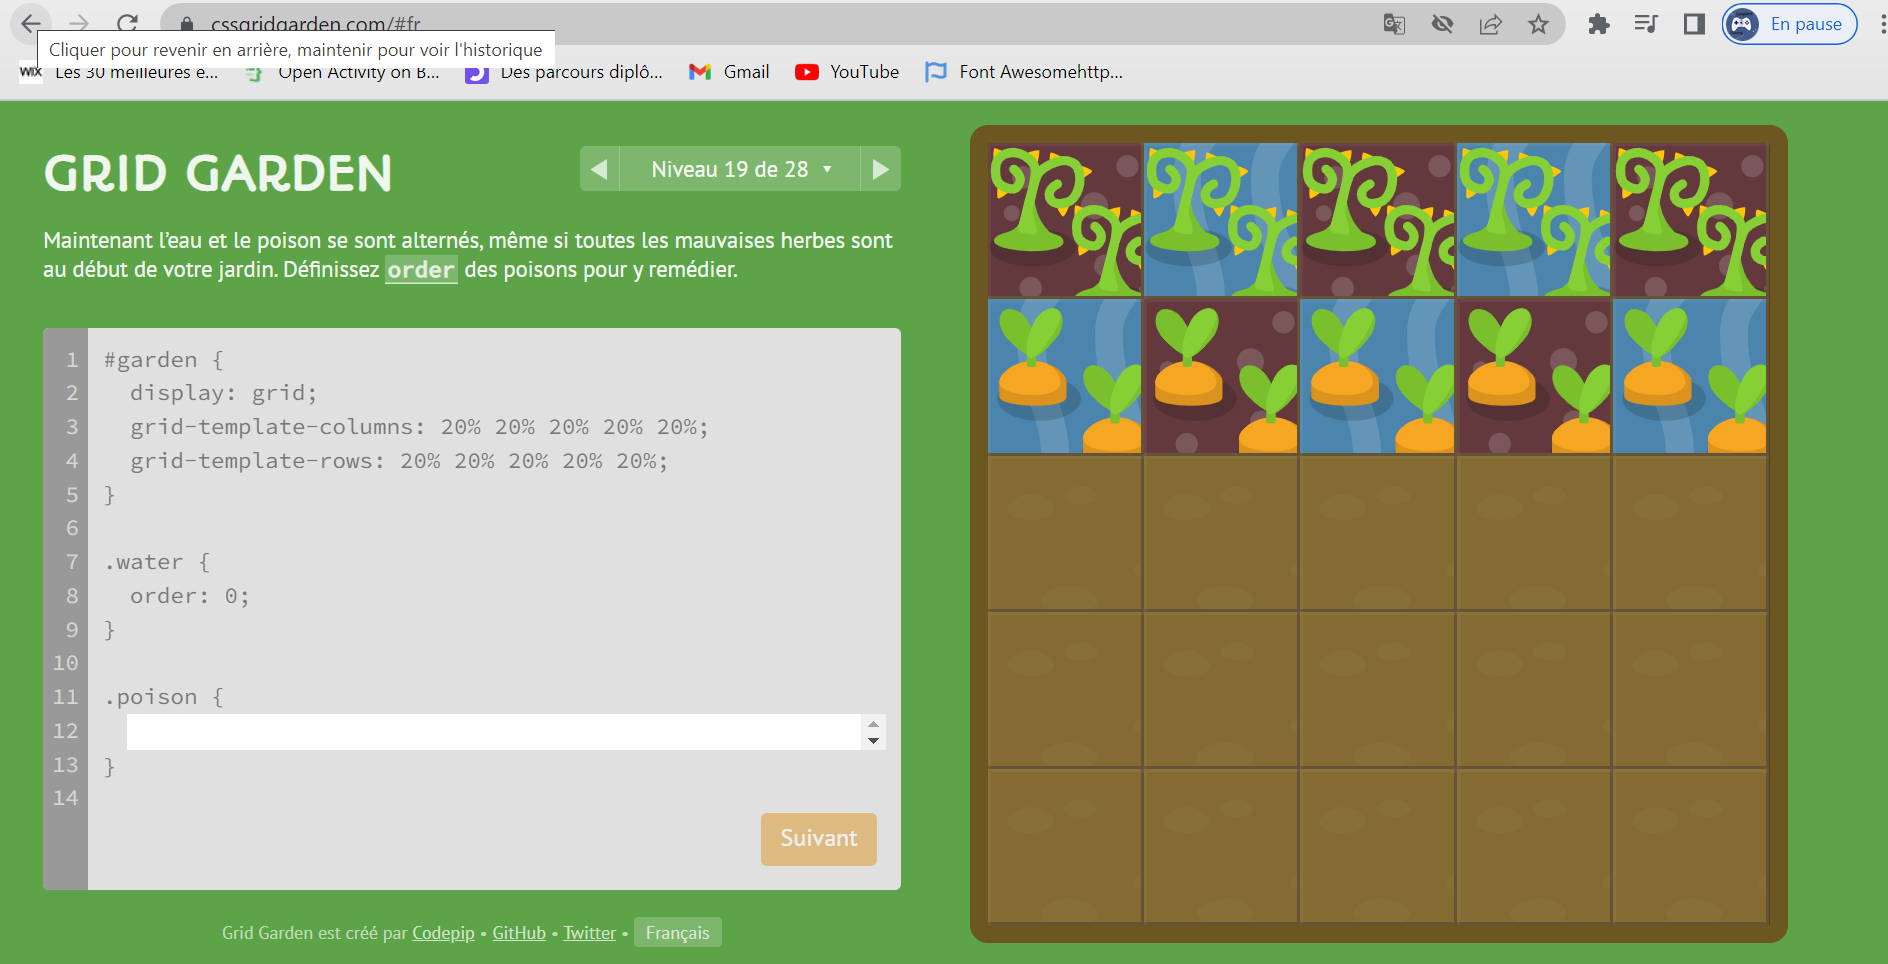 cssgridgarden.com/#fr
En pause
Cliquer pour revenir en arrière, maintenir pour voir l'historique
WIX Les 30 meilleures e... Open Activity on B... Des parcours diplô... Gmail YouTube Font Awesomehttp...
GRID GARDEN
Niveau 19 de 28
Maintenant l’eau et le poison se sont alternés, même si toutes les mauvaises herbes sont
au début de votre jardin. Définissez order des poisons pour y remédier.
1 #garden {
2 display: grid;
3 grid-template-columns: 20% 20% 20% 20% 20%;
4 grid-template-rows: 20% 20% 20% 20% 20%;
5 }
6
7 .water {
8 order: 0;
9 }
10
11 .poison {
12
13 }
14
Suivant
Grid Garden est créé par Codepip • GitHub • Twitter • Français